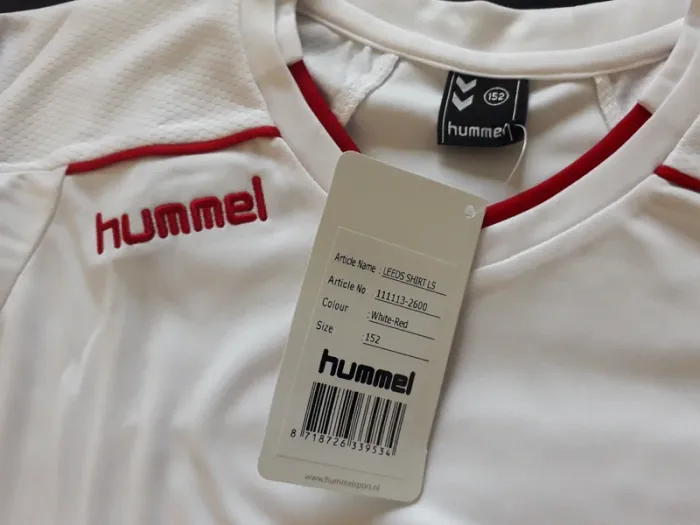 152
hummel
hummel
Article Name : LEEDS SHIRT LS
Article No : 111113-2600
Colour : White-Red
Size : 152
hummel
8 718726 339534
www.hummelsport.nl